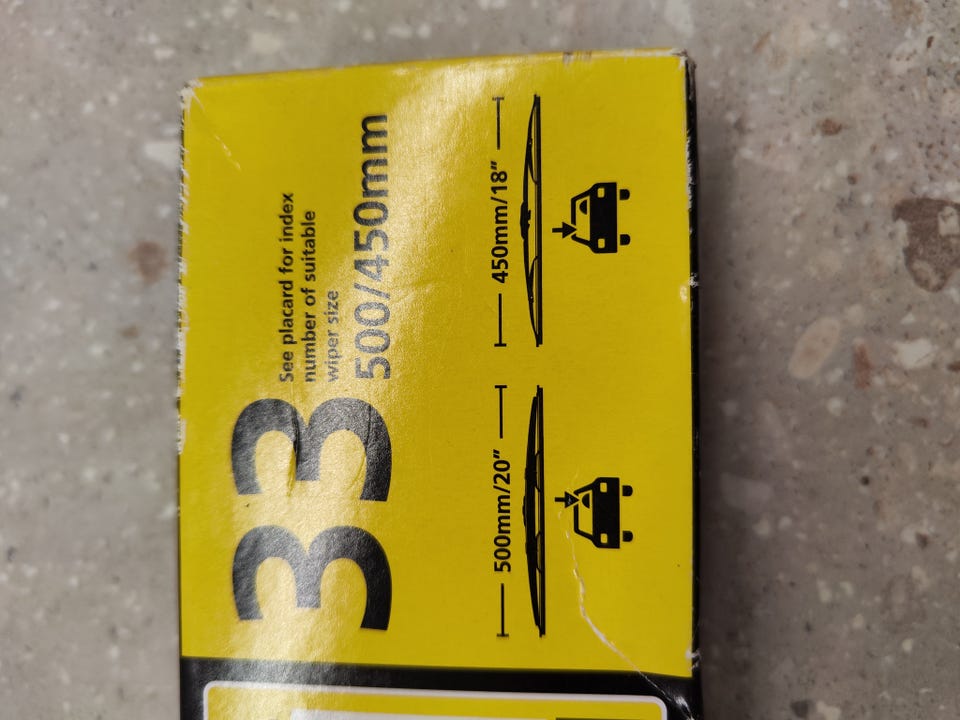 33
See placard for index
number of suitable
wiper size
500/450mm
500mm/20”
450mm/18”